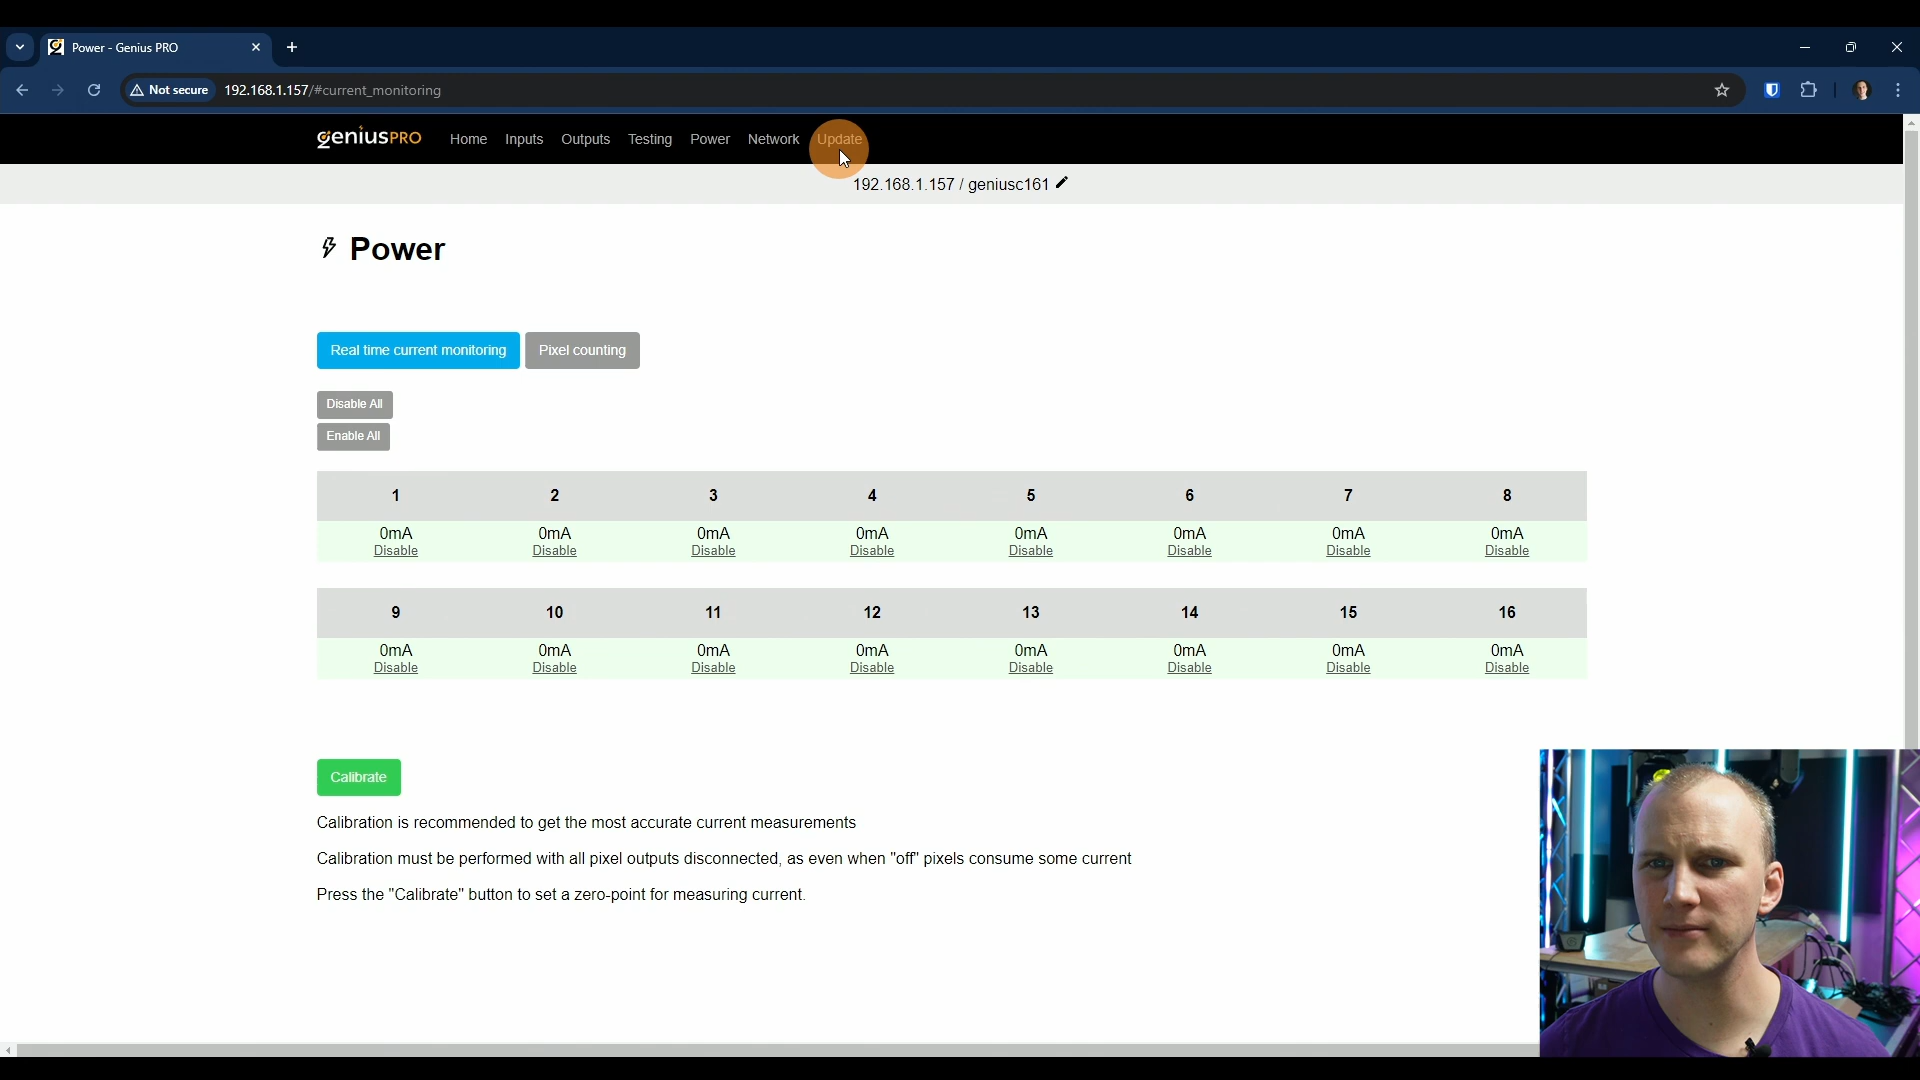 Power - Genius PRO
Not secure 192.168.1.157/#current_monitoring
geniusPRO Home Inputs Outputs Testing Power Network Update
192.168.1.157 / geniusc161
Power
Real time current monitoring Pixel counting
Disable All
Enable All
1 2 3 4 5 6 7 8
0mA 0mA 0mA 0mA 0mA 0mA 0mA 0mA
Disable Disable Disable Disable Disable Disable Disable Disable
9 10 11 12 13 14 15 16
0mA 0mA 0mA 0mA 0mA 0mA 0mA 0mA
Disable Disable Disable Disable Disable Disable Disable Disable
Calibrate
Calibration is recommended to get the most accurate current measurements
Calibration must be performed with all pixel outputs disconnected, as even when "off" pixels consume some current
Press the "Calibrate" button to set a zero-point for measuring current.